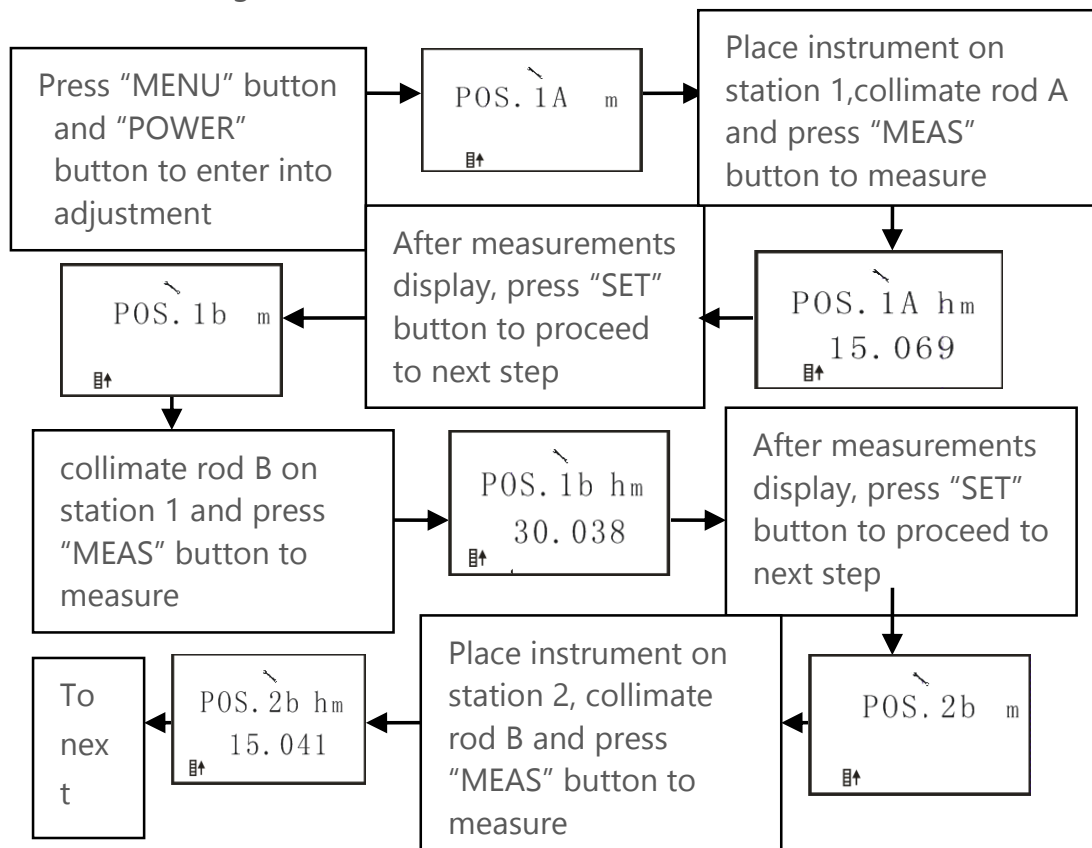 Press “MENU” button
and “POWER”
button to enter into
adjustment
POS.1A m
Place instrument on
station 1,collimate rod A
and press “MEAS”
button to measure
POS.1A hm
15.069
After measurements
display, press “SET”
button to proceed
to next step
POS.1b m
collimate rod B on
station 1 and press
“MEAS” button to
measure
POS.1b hm
30.038
After measurements
display, press “SET”
button to proceed to
next step
POS.2b m
Place instrument on
station 2, collimate
rod B and press
“MEAS” button to
measure
POS.2b hm
15.041
To
nex
t